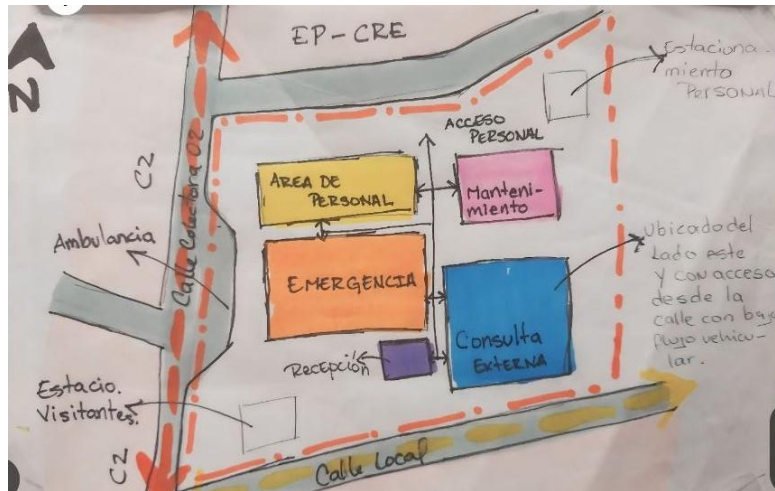 EP-CRE
N
C2
Calle Colectora 02
Ambulancia
Estaciona.
miento
PERSONAL
ACCESO
PERSONAL
AREA DE
PERSONAL
Manteni-
miento
EMERGENCIA
Ubicado del
Lado este
y con acceso
desde la
calle con bajo
flujo vehicu-
lar.
Recepción
Consulta
EXTERNA
Estacio.
Visitantes.
C2
Calle Local